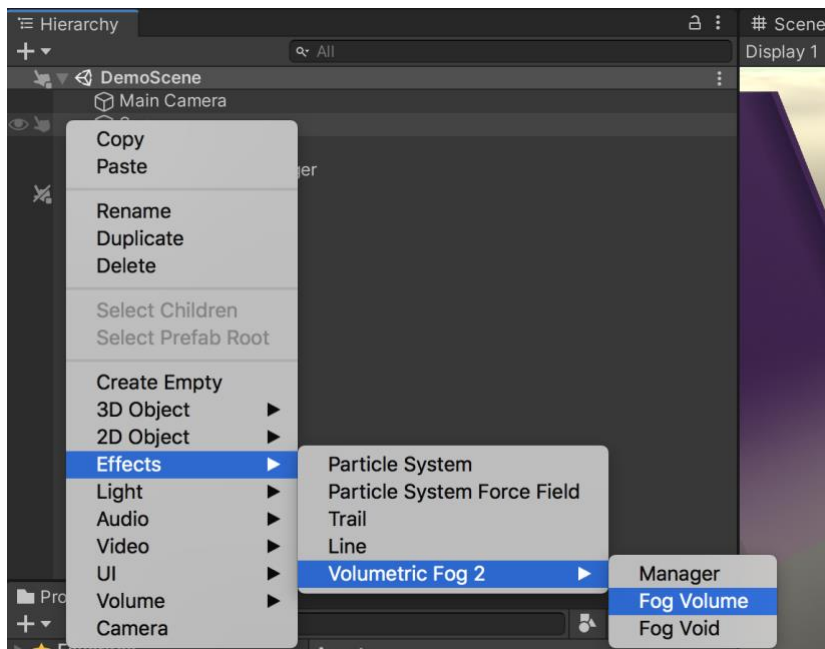 Hierarchy
# Scene
All
Display 1
DemoScene
Main Camera
Copy
Paste
Rename
Duplicate
Delete
Select Children
Select Prefab Root
Create Empty
3D Object
2D Object
Effects
Particle System
Light
Particle System Force Field
Audio
Trail
Video
Line
UI
Volumetric Fog 2
Manager
Volume
Fog Volume
Camera
Fog Void